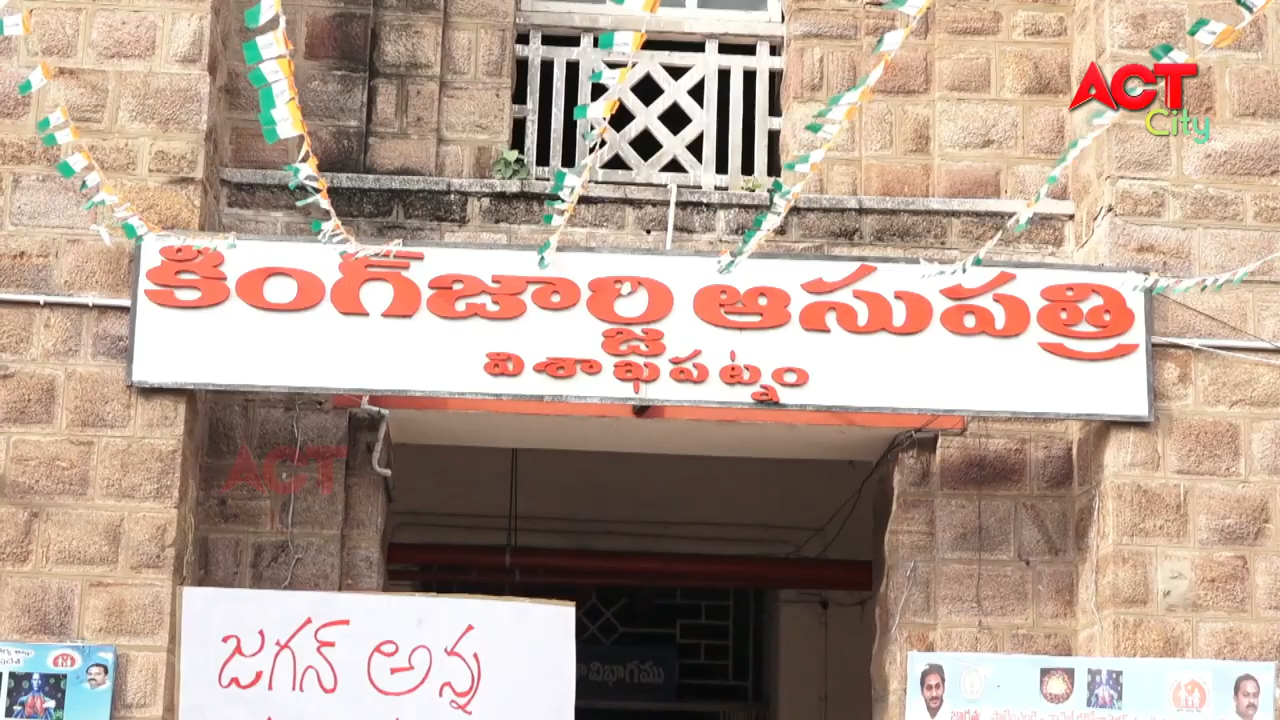 ACT
City
కింగ్‌జార్జి ఆసుపత్రి
విశాఖపట్నం
ACT
జగన్ అన్న
విభాగము